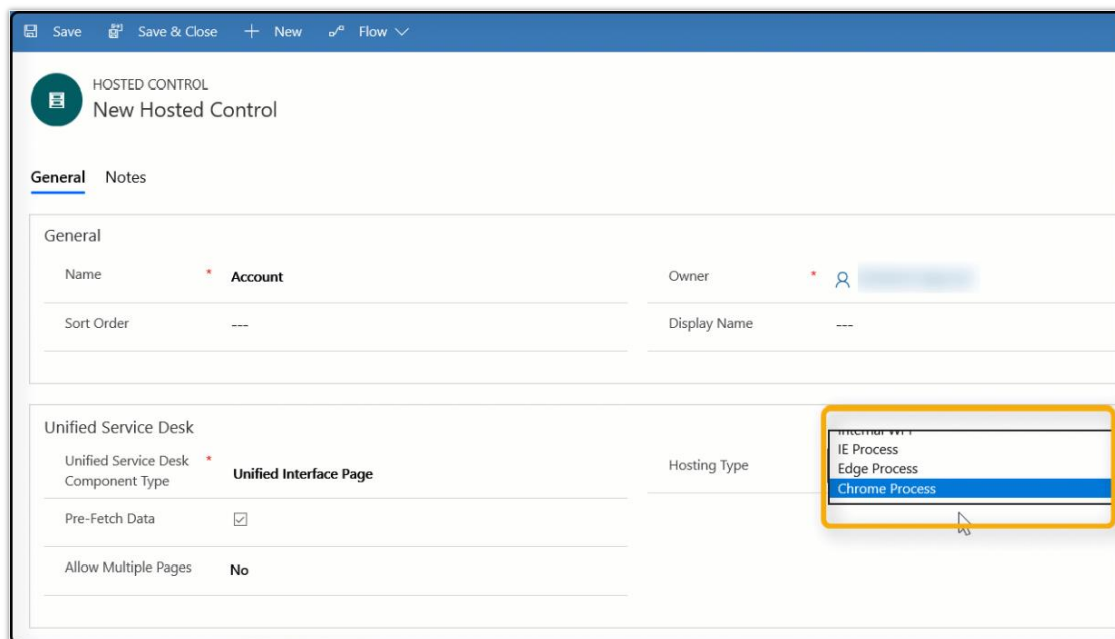 Save Save & Close New Flow
HOSTED CONTROL
New Hosted Control
General Notes
General
Name * Account
Owner *
Sort Order ---
Display Name ---
Unified Service Desk
Unified Service Desk *
Component Type
Unified Interface Page
Hosting Type
IE Process
Edge Process
Chrome Process
Pre-Fetch Data
Allow Multiple Pages No